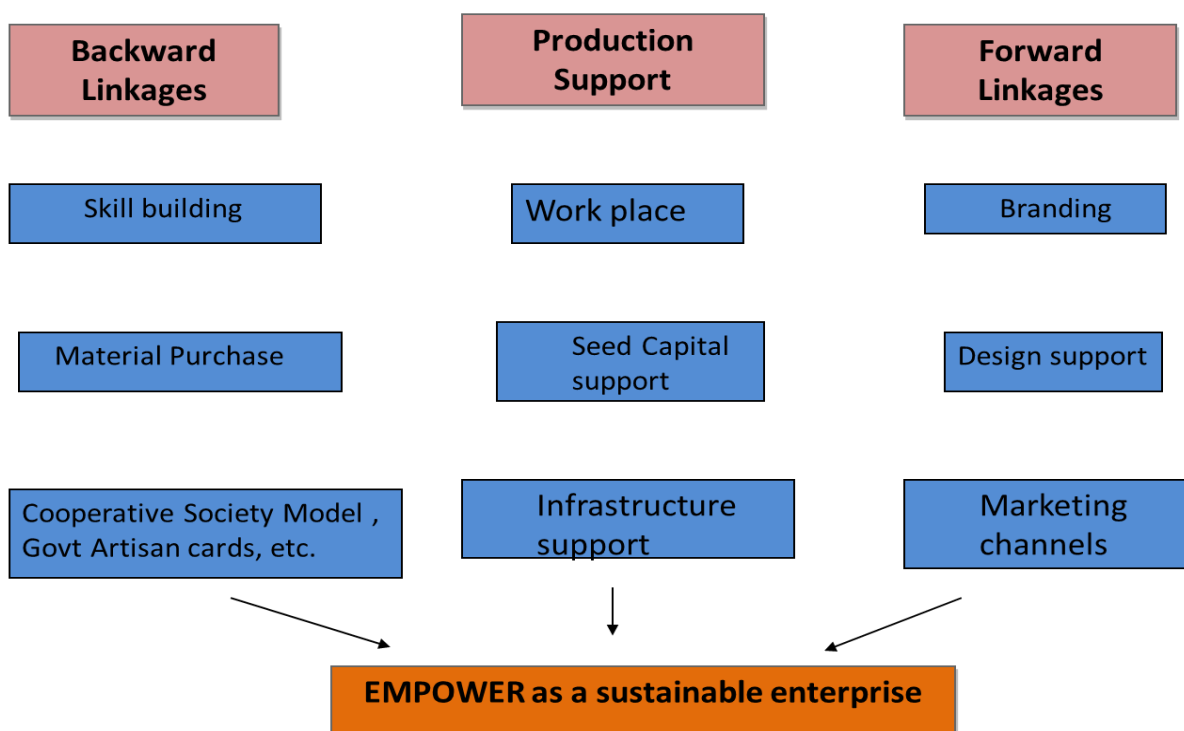 Backward
Linkages
Production
Support
Forward
Linkages
Skill building
Work place
Branding
Material Purchase
Seed Capital
support
Design support
Cooperative Society Model ,
Govt Artisan cards, etc.
Infrastructure
support
Marketing
channels
EMPOWER as a sustainable enterprise